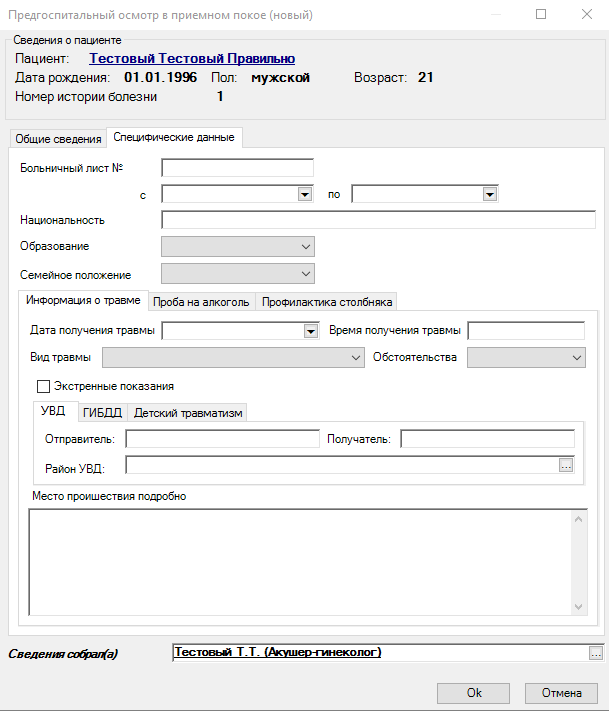 Предгоспитальный осмотр в приемном покое (новый)
Сведения о пациенте
Пациент: Тестовый Тестовый Правильно
Дата рождения: 01.01.1996 Пол: мужской Возраст: 21
Номер истории болезни 1
Общие сведения Специфические данные
Больничный лист №
с по
Национальность
Образование
Семейное положение
Информация о травме Проба на алкоголь Профилактика столбняка
Дата получения травмы Время получения травмы
Вид травмы Обстоятельства
Экстренные показания
УВД ГИБДД Детский травматизм
Отправитель: Получатель:
Район УВД: ...
Место проишествия подробно
Сведения собрал(а) Тестовый Т.Т. (Акушер-гинеколог) ...
Ok Отмена